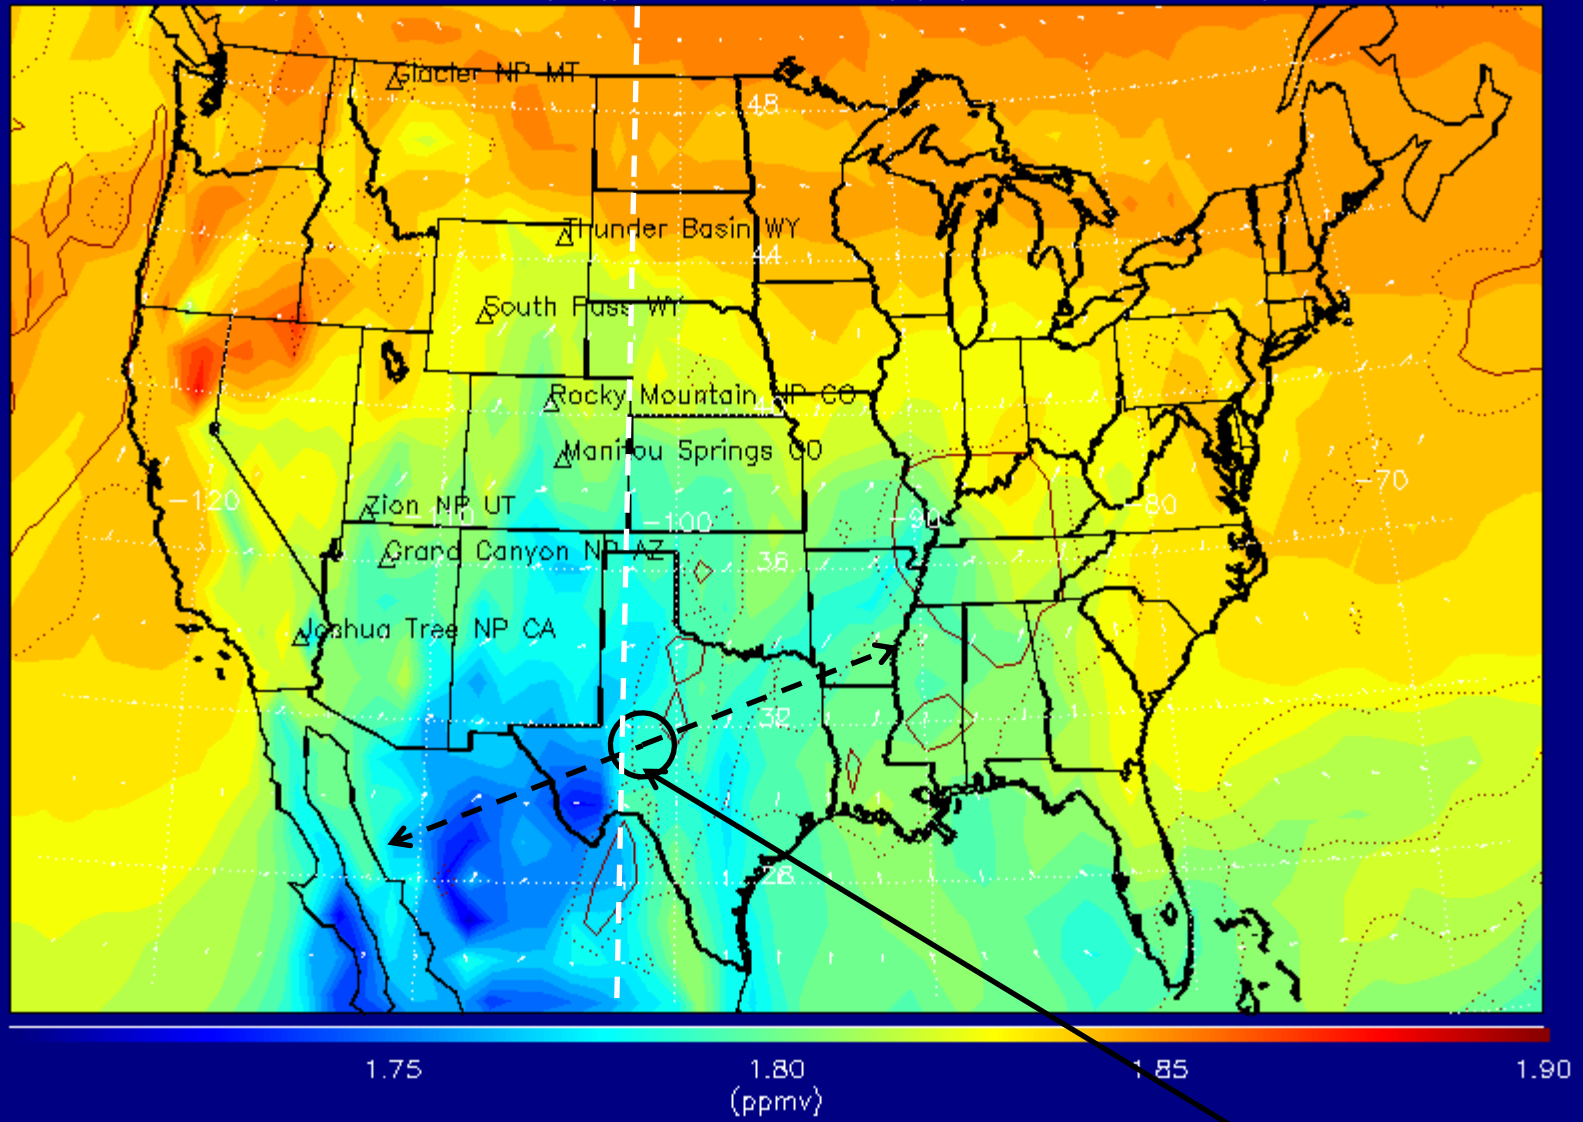 Glacier NP MT
48
Thunder Basin WY
44
South Pass WY
Rocky Mountain NP CO
40
Manitou Springs CO
-120
Zion NP UT
-110
-100
-90
-80
-70
Grand Canyon NP AZ
36
Joshua Tree NP CA
32
28
1.75
1.80
1.85
1.90
(ppmv)